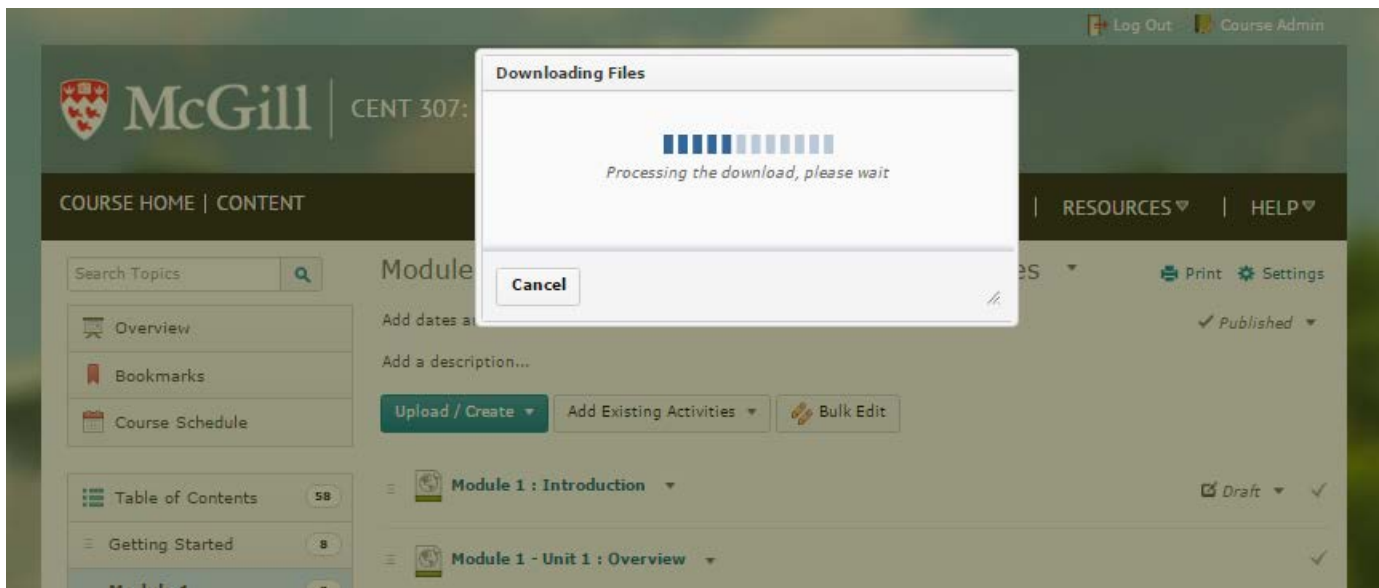 Log Out Course Admin
Downloading Files
McGill | CENT 307:
Processing the download, please wait
COURSE HOME | CONTENT | RESOURCES | HELP
Search Topics
Module
Print Settings
Cancel
Overview
Add dates
Published
Add a description...
Bookmarks
Upload / Create Add Existing Activities Bulk Edit
Course Schedule
Module 1 : Introduction
Table of Contents 58
Draft
Getting Started 8
Module 1 - Unit 1 : Overview